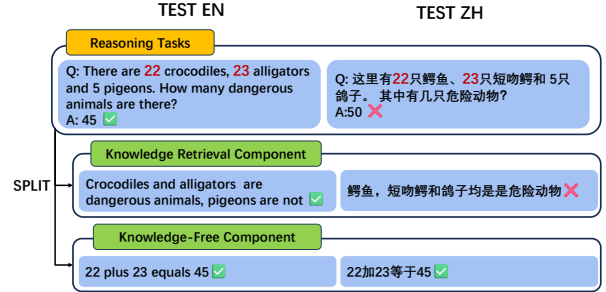 TEST EN
TEST ZH
Reasoning Tasks
Q: There are 22 crocodiles, 23 alligators
and 5 pigeons. How many dangerous
animals are there?
A: 45 ✅
Q: 这里有22只鳄鱼、23只短吻鳄和 5只
鸽子。 其中有几只危险动物?
A:50 ❌
SPLIT
Knowledge Retrieval Component
Crocodiles and alligators are
dangerous animals, pigeons are not ✅
鳄鱼，短吻鳄和鸽子均是是危险动物❌
Knowledge-Free Component
22 plus 23 equals 45 ✅
22加23等于45 ✅